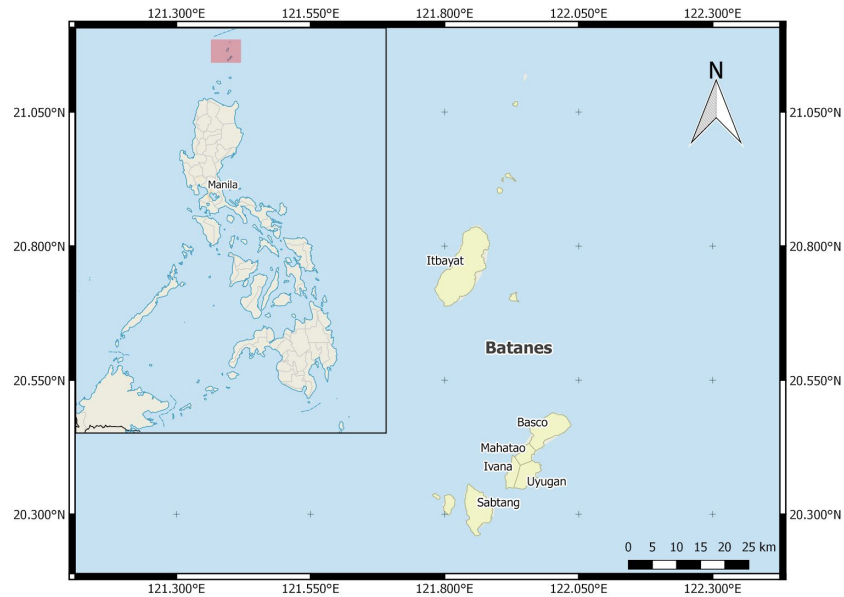 121.300°E 121.550°E 121.800°E 122.050°E 122.300°E
N
21.050°N 21.050°N
Manila
20.800°N 20.800°N
Itbayat
Batanes
20.550°N 20.550°N
Basco
Mahatao
Ivana
Uyugan
Sabtang
20.300°N 20.300°N
0 5 10 15 20 25 km
121.300°E 121.550°E 121.800°E 122.050°E 122.300°E